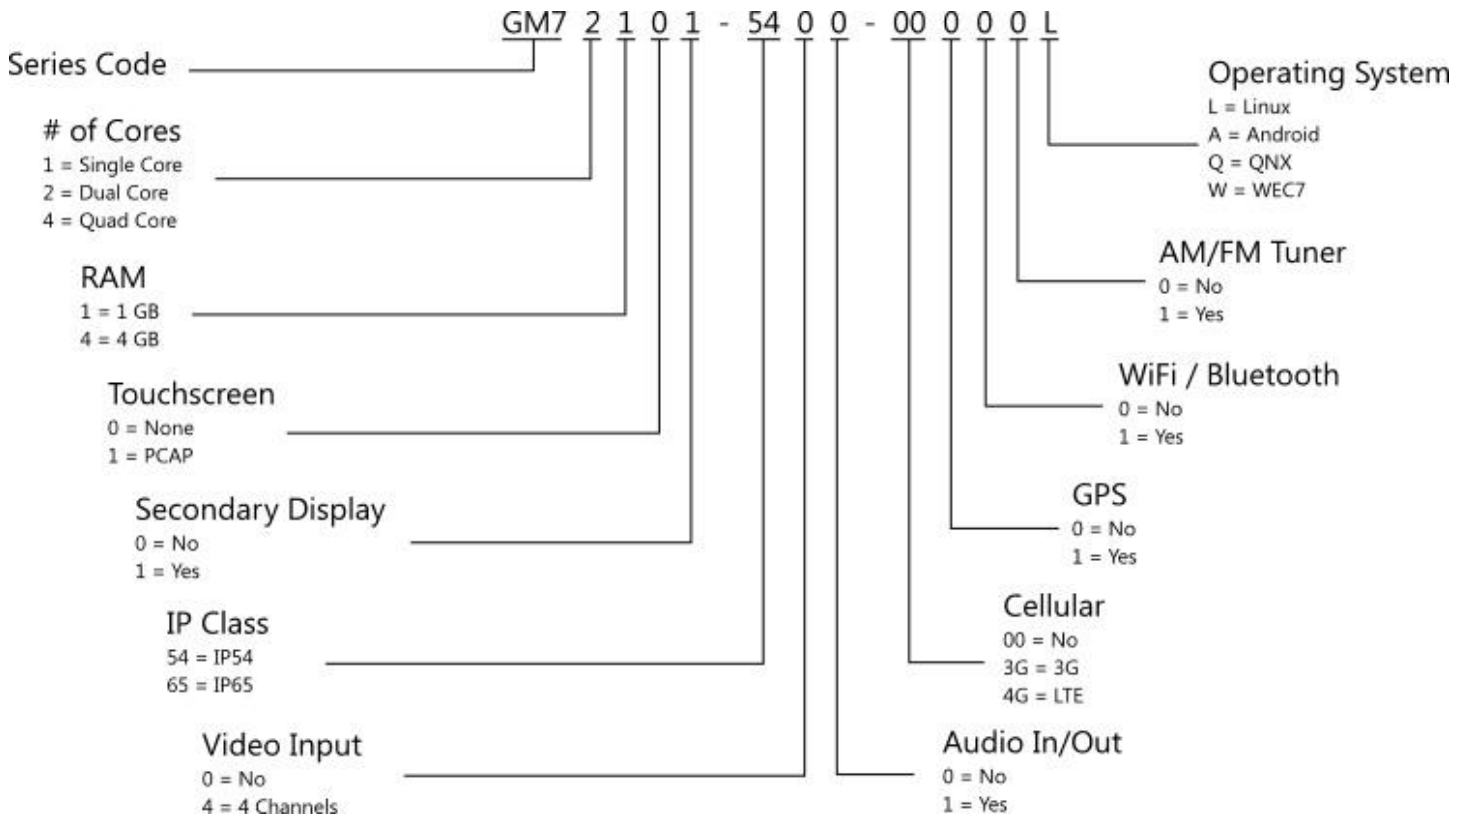 GM7 2 1 0 1 - 54 0 0 - 00 0 0 0 L
Series Code
# of Cores
1 = Single Core
2 = Dual Core
4 = Quad Core
RAM
1 = 1 GB
4 = 4 GB
Touchscreen
0 = None
1 = PCAP
Secondary Display
0 = No
1 = Yes
IP Class
54 = IP54
65 = IP65
Video Input
0 = No
4 = 4 Channels
Operating System
L = Linux
A = Android
Q = QNX
W = WEC7
AM/FM Tuner
0 = No
1 = Yes
WiFi / Bluetooth
0 = No
1 = Yes
GPS
0 = No
1 = Yes
Cellular
00 = No
3G = 3G
4G = LTE
Audio In/Out
0 = No
1 = Yes